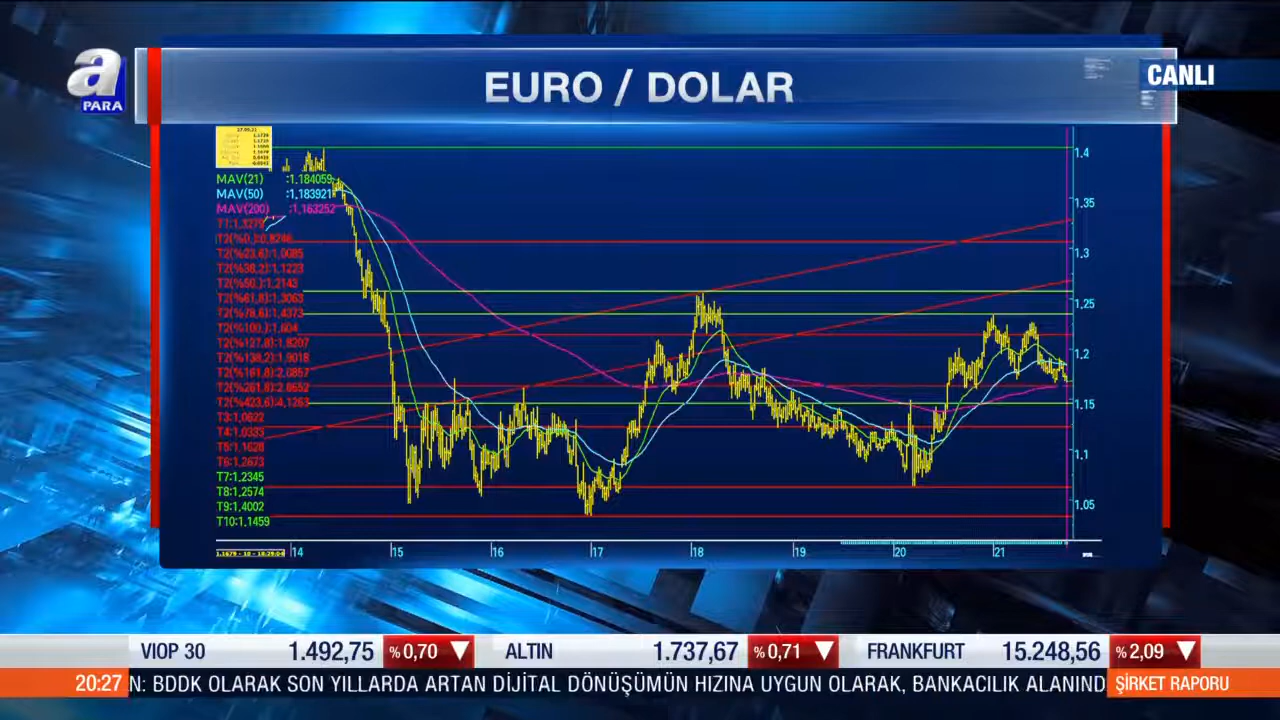 a
PARA
EURO / DOLAR
CANLI
MAV(21) :1.184059
MAV(50) :1.183921
MAV(200) :1.163252
T1:1.3279
T2(%0.):0.8246
T2(%23,6):1.0085
T2(%38,2):1.1223
T2(%50,):1.2143
T2(%61,8):1.3063
T2(%78,6):1.4373
T2(%100,):1.604
T2(%127,8):1.8207
T2(%138,2):1.9018
T2(%161,8):2.0857
T2(%261,8):2.8652
T2(%423,6):4.1263
T3:1.0622
T4:1.0335
T5:1.1628
T6:1.2673
T7:1.2345
T8:1.2574
T9:1.4002
T10:1.1459
1.4
1.35
1.3
1.25
1.2
1.15
1.1
1.05
14 15 16 17 18 19 20 21
VIOP 30 1.492,75 %0,70 ALTIN 1.737,67 %0,71 FRANKFURT 15.248,56 %2,09
20:27 N: BDDK OLARAK SON YILLARDA ARTAN DİJİTAL DÖNÜŞÜMÜN HIZINA UYGUN OLARAK, BANKACILIK ALANIND ŞİRKET RAPORU